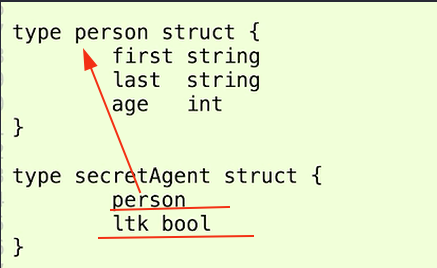 type person struct {
        first string
        last  string
        age   int
}
type secretAgent struct {
        person
        ltk bool
}